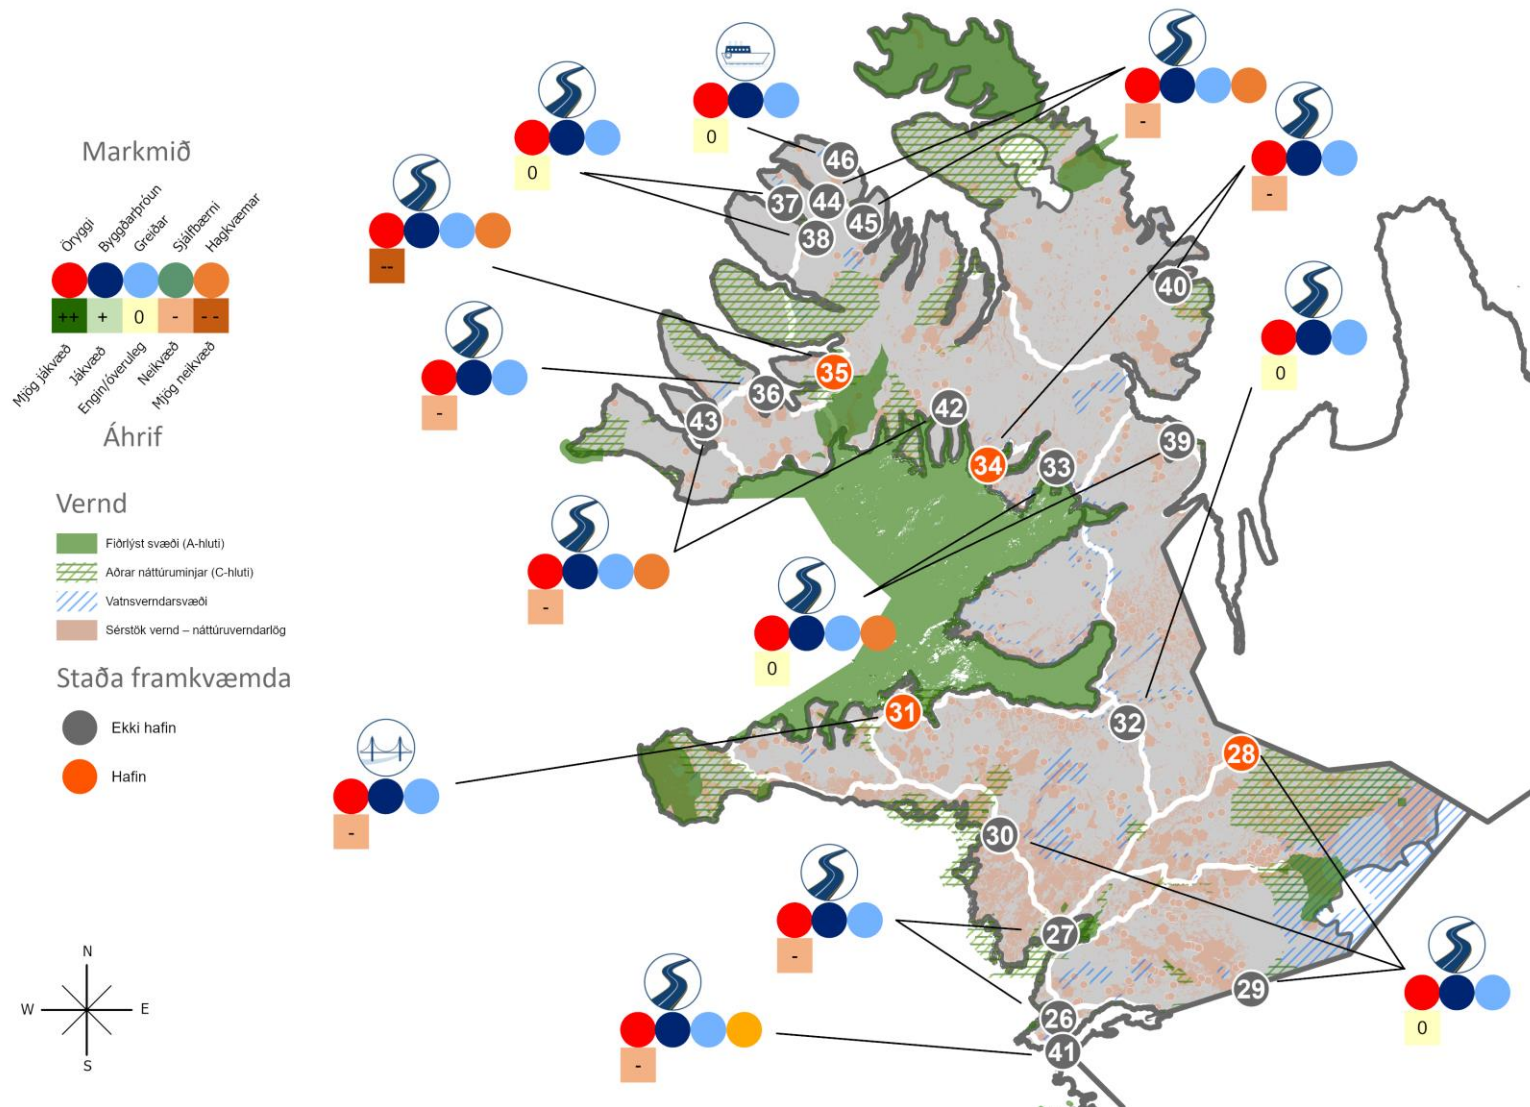 Markmið
Öryggi
Byggðarþróun
Greiðar
Sjálfbærni
Hagkvæmar
++
+
0
-
- -
Mjög jákvæð
Jákvæð
Engin/óveruleg
Neikvæð
Mjög neikvæð
Áhrif
Vernd
Fiðrlýst svæði (A-hluti)
Aðrar náttúruminjar (C-hluti)
Vatnsverndarsvæði
Sérstök vernd – náttúruverndarlög
Staða framkvæmda
Ekki hafin
Hafin
N
W
E
S
0
0
-
-
--
0
-
-
0
-
-
-
0
46
37
44
45
38
40
35
36
43
42
39
34
33
31
32
28
30
27
29
26
41